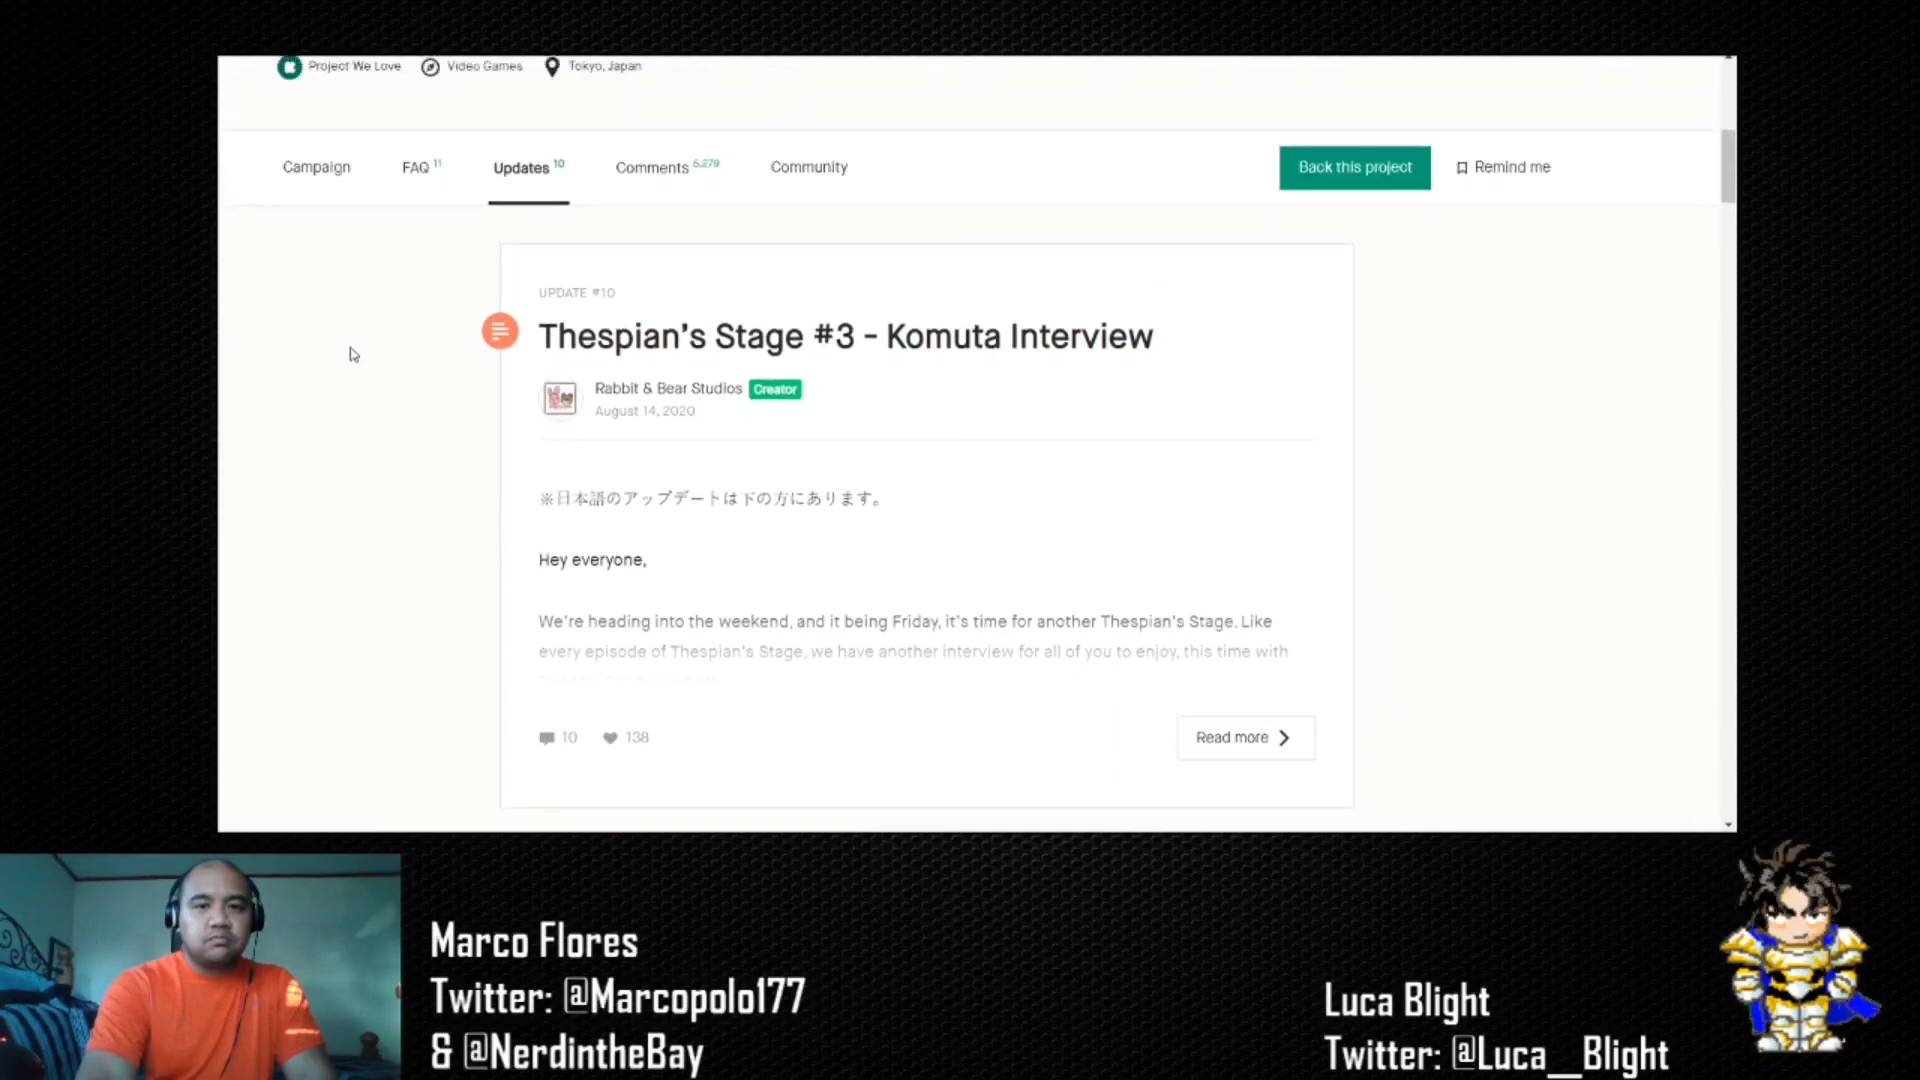 Project We Love Video Games Tokyo, Japan
Campaign FAQ 11 Updates 10 Comments 5,279 Community Back this project Remind me
UPDATE #10
Thespian's Stage #3 - Komuta Interview
Rabbit & Bear Studios Creator
August 14, 2020
※日本語のアップデートは下の方にあります。
Hey everyone,
We're heading into the weekend, and it being Friday, it's time for another Thespian's Stage. Like
every episode of Thespian's Stage, we have another interview for all of you to enjoy, this time with
10 138 Read more
Marco Flores
Twitter: @Marcopolo177
& @NerdintheBay
Luca Blight
Twitter: @Luca__Blight